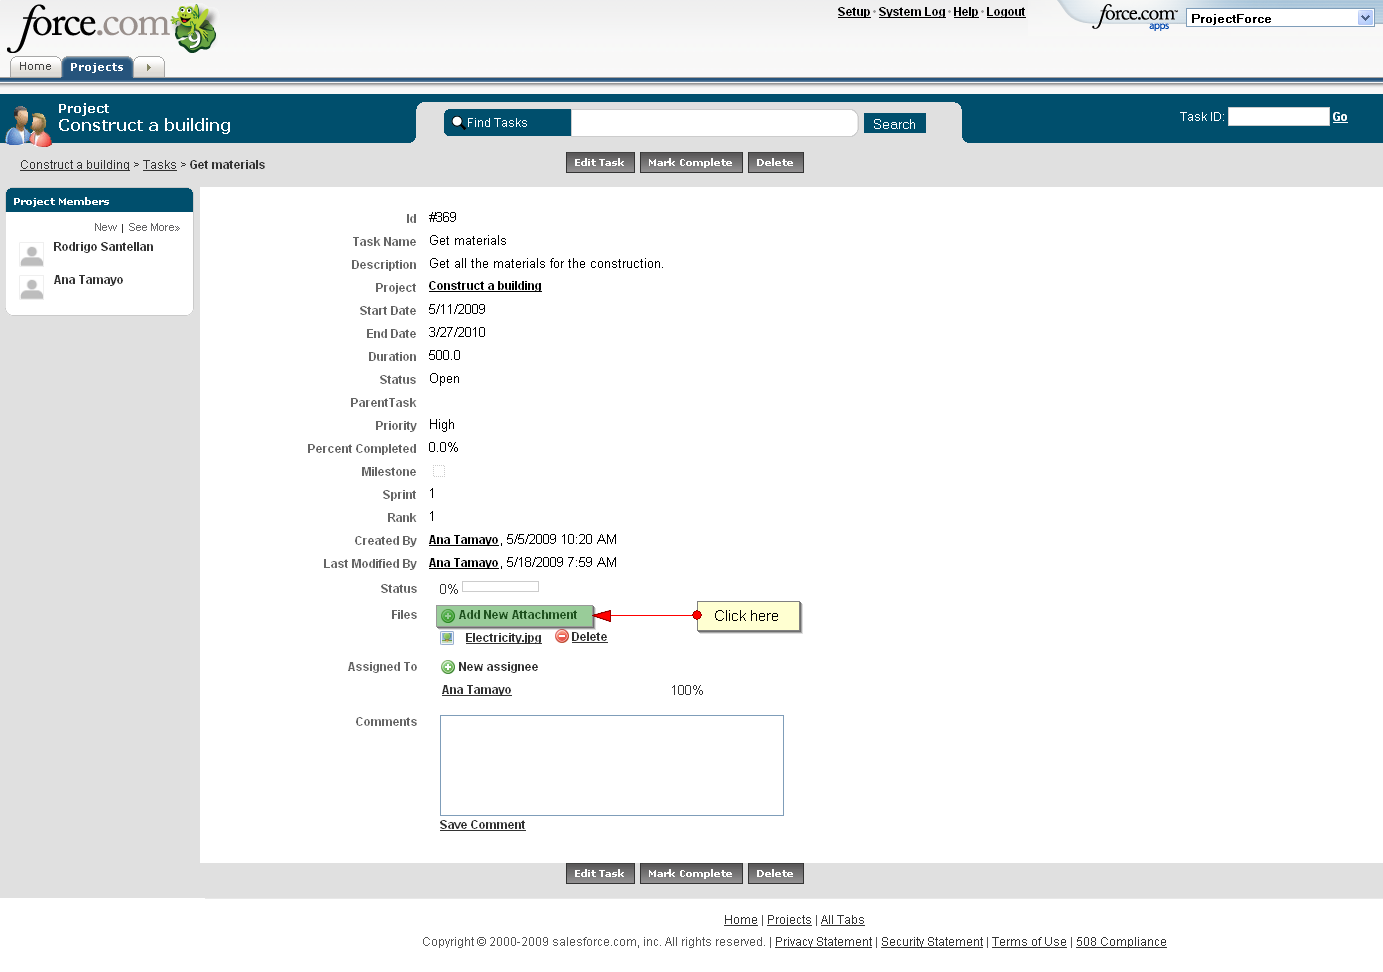 force.com 9
Setup · System Log · Help · Logout
force.com apps
ProjectForce
Home Projects
Project
Construct a building
Find Tasks
Search
Task ID: Go
Construct a building > Tasks > Get materials
Edit Task Mark Complete Delete
Project Members
New | See More»
Rodrigo Santellan
Ana Tamayo
Id #369
Task Name Get materials
Description Get all the materials for the construction.
Project Construct a building
Start Date 5/11/2009
End Date 3/27/2010
Duration 500.0
Status Open
ParentTask
Priority High
Percent Completed 0.0%
Milestone
Sprint 1
Rank 1
Created By Ana Tamayo, 5/5/2009 10:20 AM
Last Modified By Ana Tamayo, 5/18/2009 7:59 AM
Status 0%
Files Add New Attachment
Click here
Electricity.jpg Delete
Assigned To New assignee
Ana Tamayo 100%
Comments
Save Comment
Edit Task Mark Complete Delete
Home | Projects | All Tabs
Copyright © 2000-2009 salesforce.com, inc. All rights reserved. | Privacy Statement | Security Statement | Terms of Use | 508 Compliance